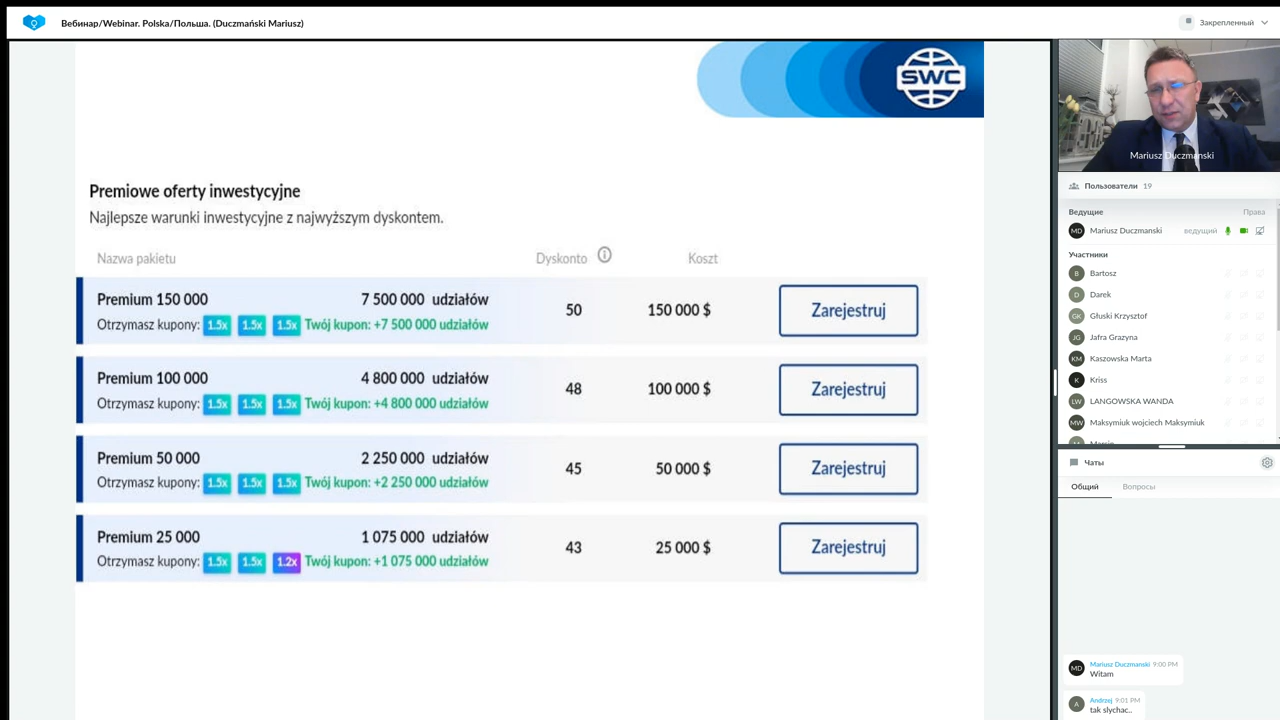 Вебинар/Webinar. Polska/Польша. (Duczmański Mariusz)
Закрепленный
SWC
Premiowe oferty inwestycyjne
Najlepsze warunki inwestycyjne z najwyższym dyskontem.
Nazwa pakietu Dyskonto Koszt
Premium 150 000 7 500 000 udziałów 50 150 000 $ Zarejestruj
Otrzymasz kupony: 1.5x 1.5x 1.5x Twój kupon: +7 500 000 udziałów
Premium 100 000 4 800 000 udziałów 48 100 000 $ Zarejestruj
Otrzymasz kupony: 1.5x 1.5x 1.5x Twój kupon: +4 800 000 udziałów
Premium 50 000 2 250 000 udziałów 45 50 000 $ Zarejestruj
Otrzymasz kupony: 1.5x 1.5x 1.5x Twój kupon: +2 250 000 udziałów
Premium 25 000 1 075 000 udziałów 43 25 000 $ Zarejestruj
Otrzymasz kupony: 1.5x 1.5x 1.2x Twój kupon: +1 075 000 udziałów
Mariusz Duczmanski
Пользователи 19
Ведущие Права
MD Mariusz Duczmanski ведущий
Участники
B Bartosz
D Darek
GK Głuski Krzysztof
JG Jafra Grazyna
KM Kaszowska Marta
K Kriss
LW LANGOWSKA WANDA
MW Maksymiuk wojciech Maksymiuk
Чаты
Общий Вопросы
MD Mariusz Duczmanski 9:00 PM
Witam
A Andrzej 9:01 PM
tak slychac..